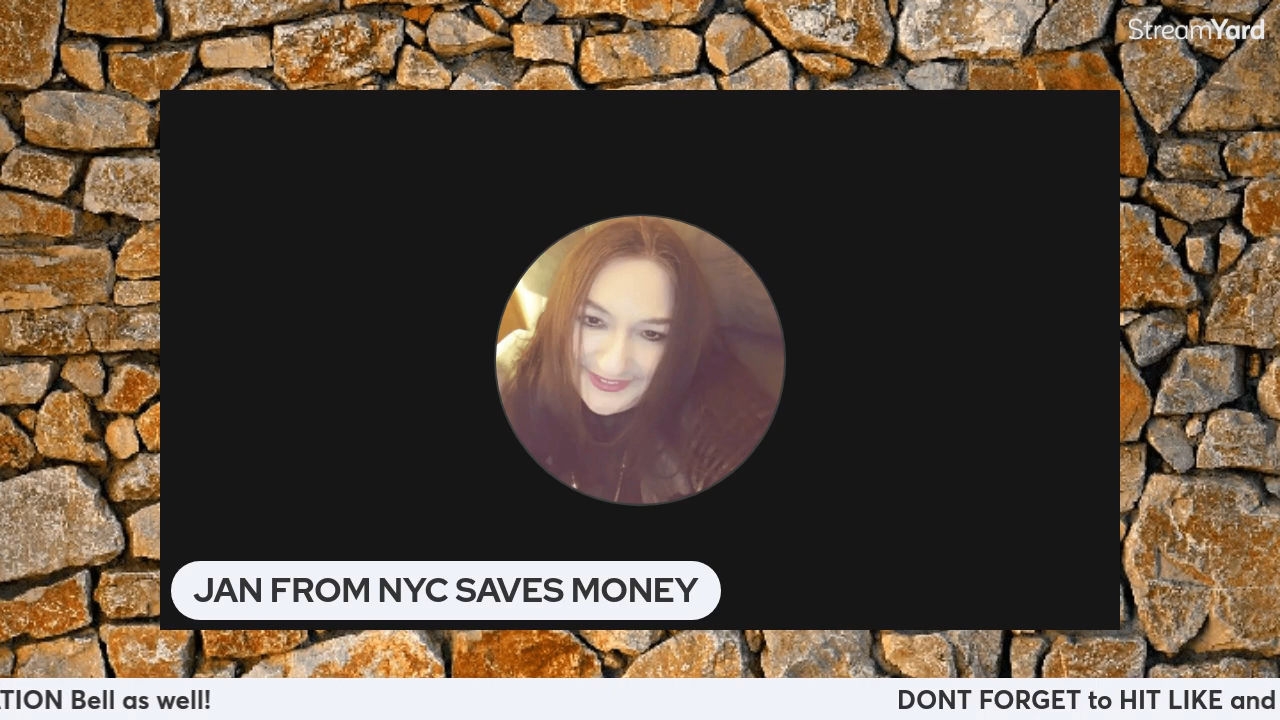 StreamYard
JAN FROM NYC SAVES MONEY
TION Bell as well! DONT FORGET to HIT LIKE and